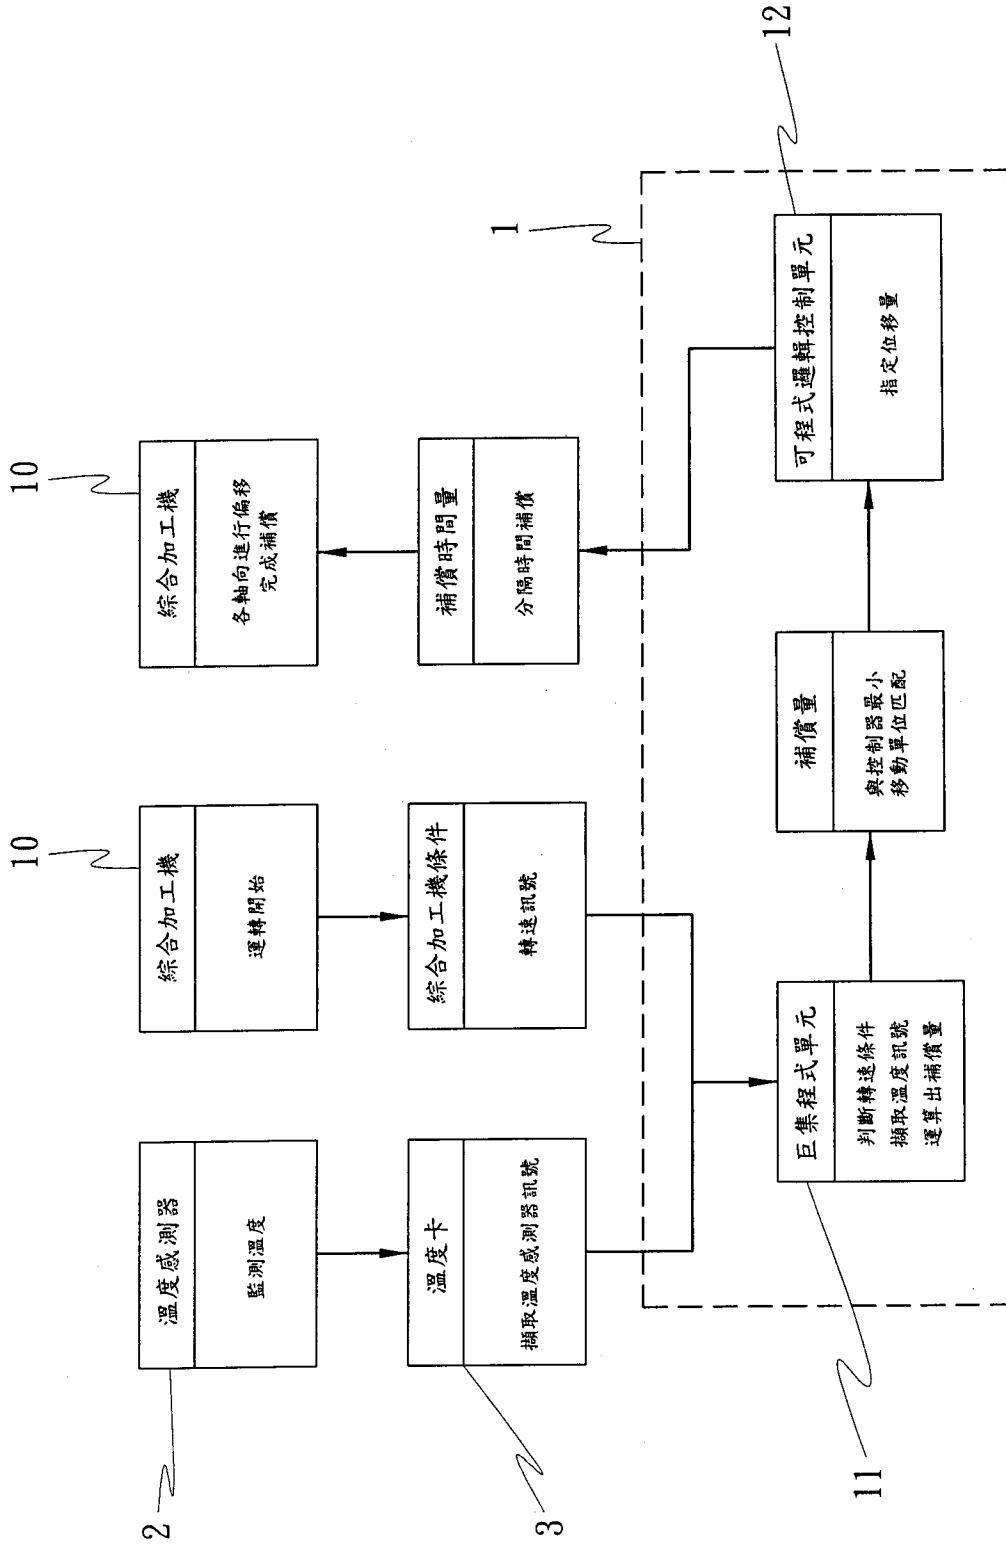 2
溫度感測器
監測溫度
3
溫度卡
擷取溫度感測器訊號
10
綜合加工機
運轉開始
綜合加工機條件
轉速訊號
10
綜合加工機
各軸向進行偏移
完成補償
補償時間量
分隔時間補償
1
11
巨集程式單元
判斷轉速條件
擷取溫度訊號
運算出補償量
補償量
與控制器最小
移動單位匹配
12
可程式邏輯控制單元
指定位移量